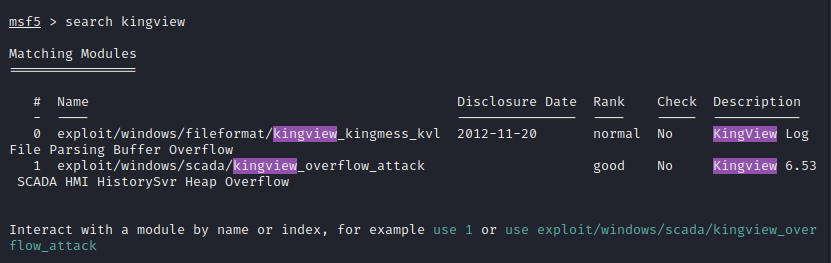 msf5 > search kingview
Matching Modules
================
# Name Disclosure Date Rank Check Description
- ---- --------------- ---- ----- -----------
0 exploit/windows/fileformat/kingview_kingmess_kvl 2012-11-20 normal No KingView Log
File Parsing Buffer Overflow
1 exploit/windows/scada/kingview_overflow_attack good No Kingview 6.53
SCADA HMI HistorySvr Heap Overflow
Interact with a module by name or index, for example use 1 or use exploit/windows/scada/kingview_over
flow_attack